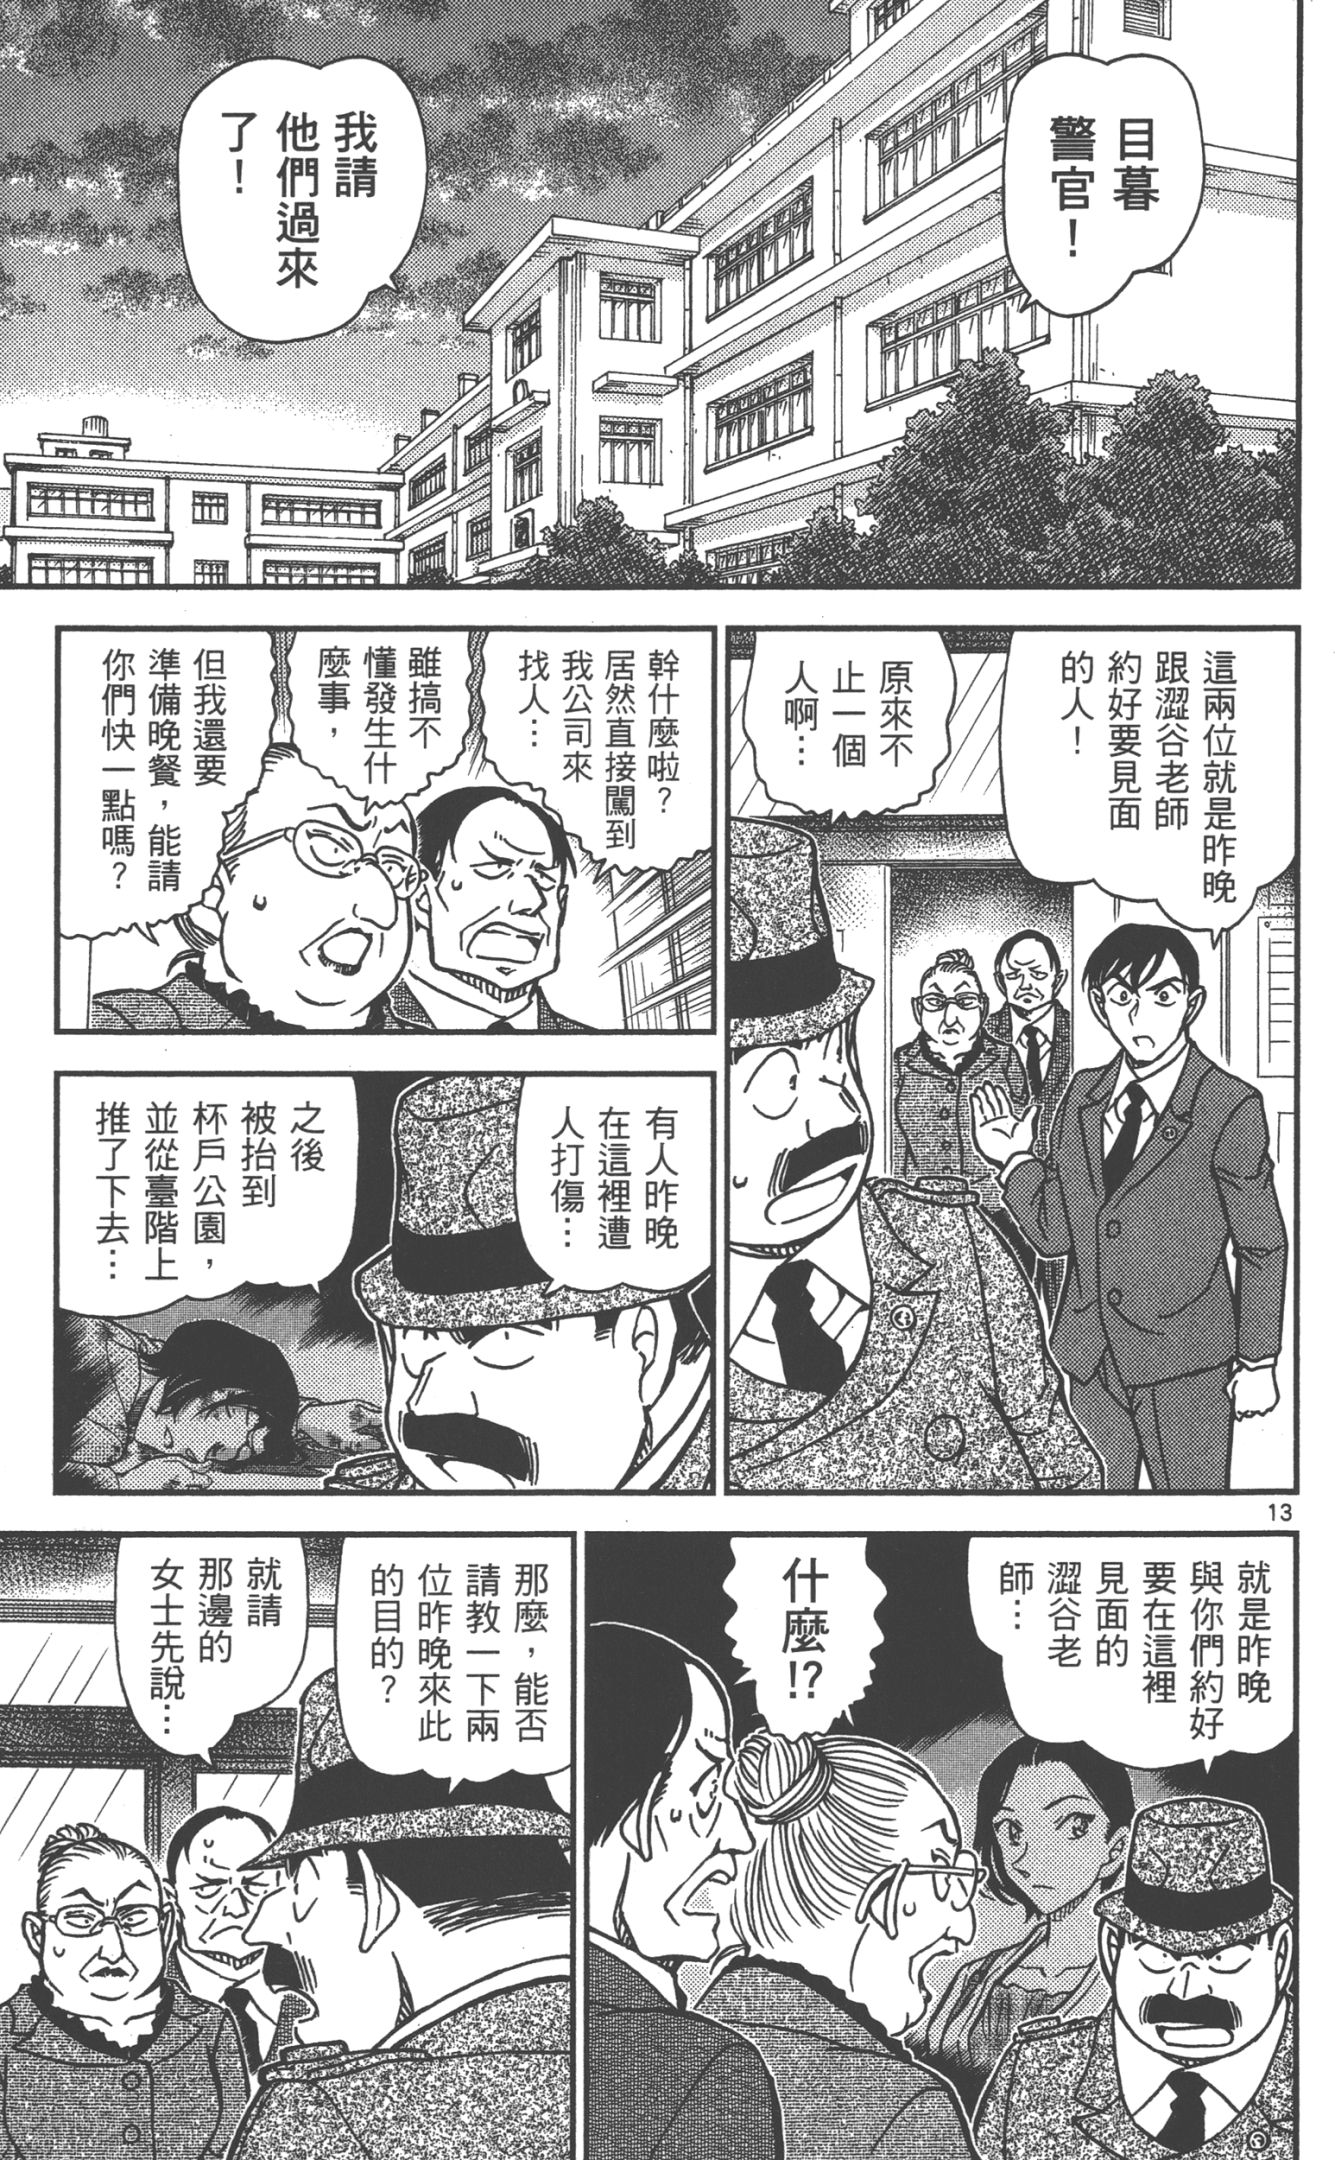 目暮
警官！
我請
他們過來
了！
這兩位就是昨晚
跟澀谷老師
約好要見面
的人！
原來不
止一個
人啊…
幹什麼啦？
居然直接闖到
我公司來
找人…
雖搞不
懂發生什
麼事，
但我還要
準備晚餐，能請
你們快一點嗎？
有人昨晚
在這裡遭
人打傷…
之後
被抬到
杯戶公園，
並從臺階上
推了下去…
13
就是昨晚
與你們約好
要在這裡
見面的
澀谷老
師…
什麼!?
那麼，能否
請教一下兩
位昨晚來此
的目的？
就請
那邊的
女士先說…